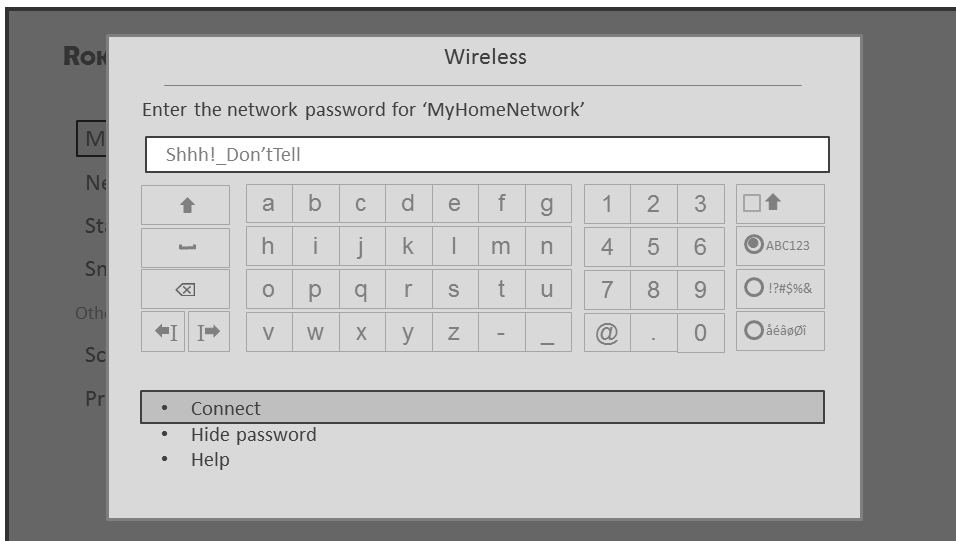 Wireless
Enter the network password for ‘MyHomeNetwork’
Shhh!_Don’tTell
a b c d e f g 1 2 3
h i j k l m n 4 5 6 ABC123
o p q r s t u 7 8 9 !?#$%&
v w x y z - _ @ . 0 åéâøØî
• Connect
• Hide password
• Help